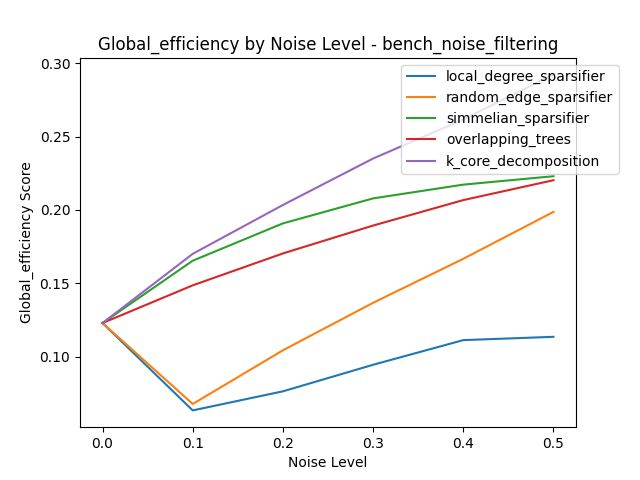 Global_efficiency by Noise Level - bench_noise_filtering
Global_efficiency Score
0.30
0.25
0.20
0.15
0.10
local_degree_sparsifier
random_edge_sparsifier
simmelian_sparsifier
overlapping_trees
k_core_decomposition
0.0 0.1 0.2 0.3 0.4 0.5
Noise Level